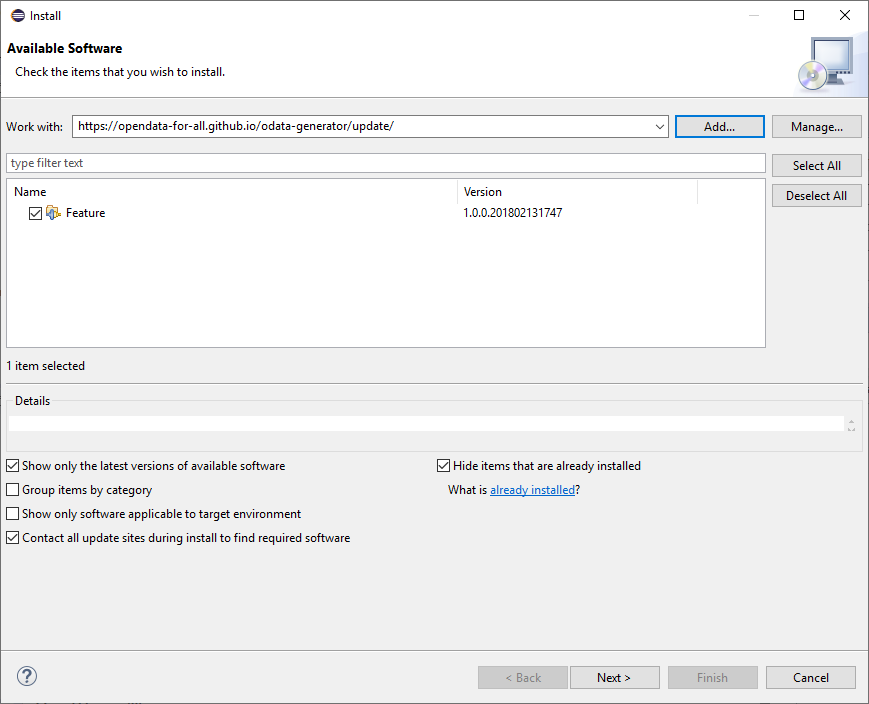 Install
Available Software
Check the items that you wish to install.
Work with: https://opendata-for-all.github.io/odata-generator/update/ Add... Manage...
type filter text Select All
Name Version Deselect All
Feature 1.0.0.201802131747
1 item selected
Details
Show only the latest versions of available software Hide items that are already installed
Group items by category What is already installed?
Show only software applicable to target environment
Contact all update sites during install to find required software
? < Back Next > Finish Cancel